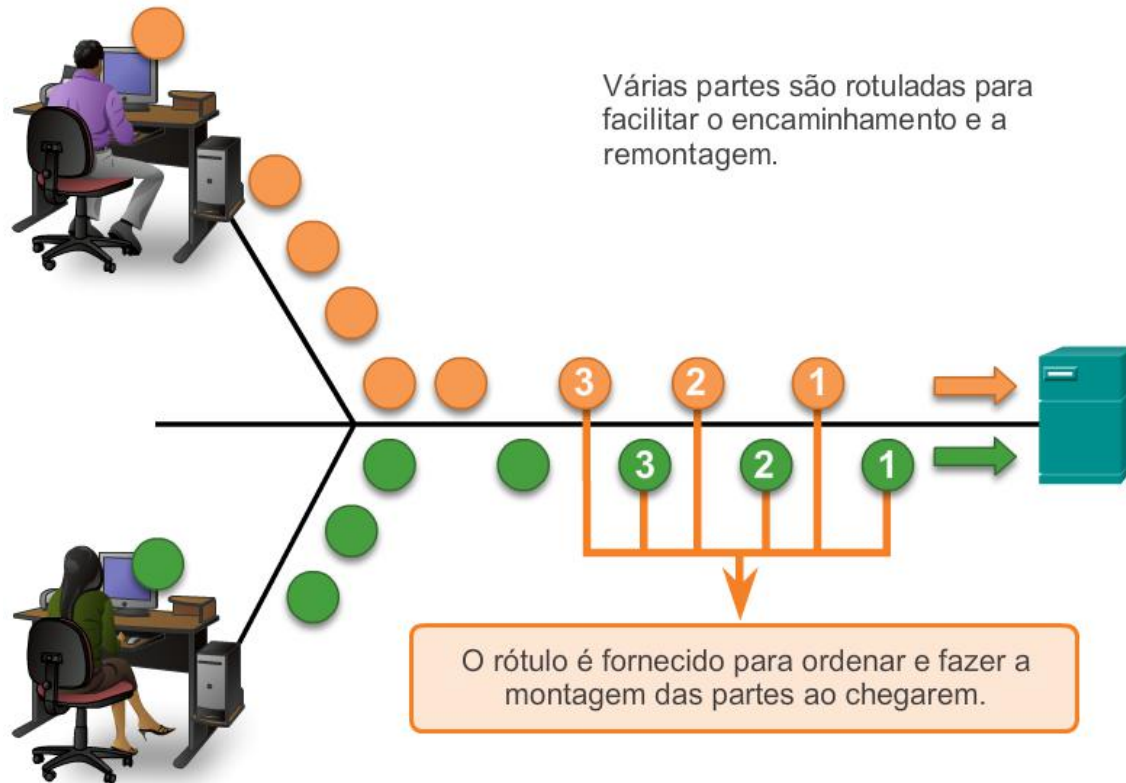 Várias partes são rotuladas para
facilitar o encaminhamento e a
remontagem.
3 2 1
3 2 1
O rótulo é fornecido para ordenar e fazer a
montagem das partes ao chegarem.